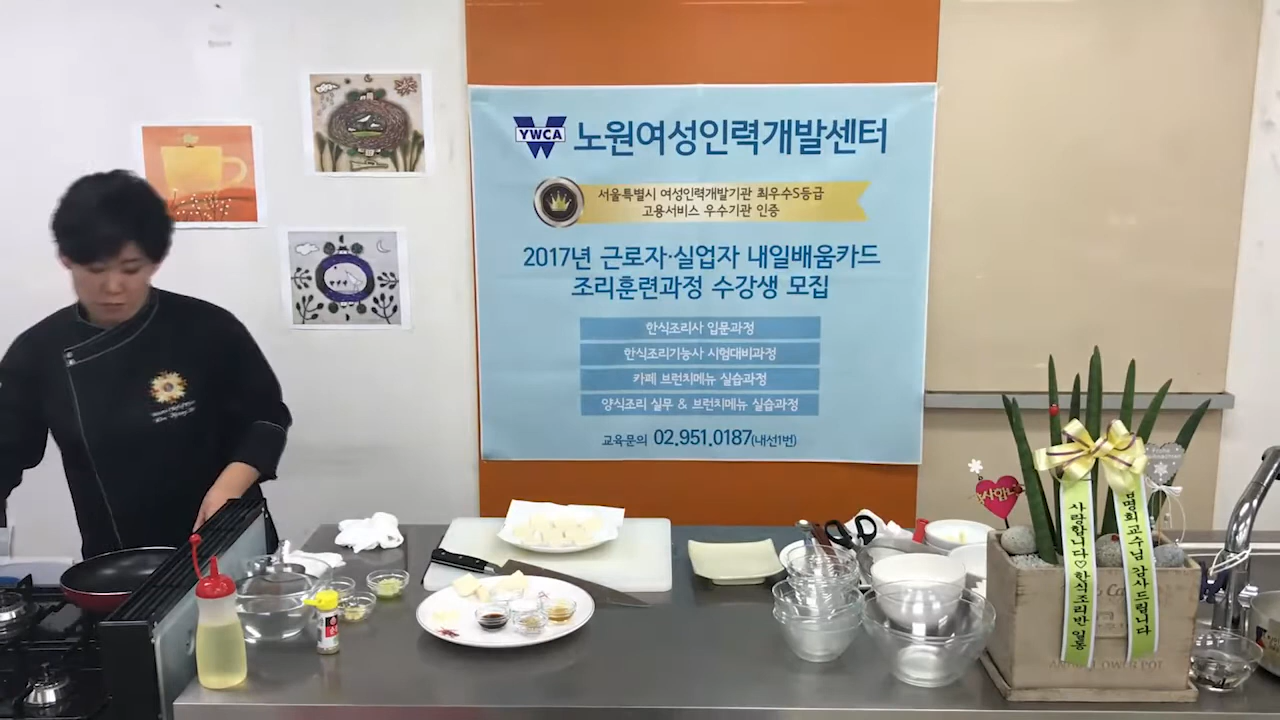 YWCA 노원여성인력개발센터
서울특별시 여성인력개발기관 최우수S등급
고용서비스 우수기관 인증
2017년 근로자·실업자 내일배움카드
조리훈련과정 수강생 모집
한식조리사 입문과정
한식조리기능사 시험대비과정
카페 브런치메뉴 실습과정
양식조리 실무 & 브런치메뉴 실습과정
교육문의 02.951.0187(내선1번)
사랑합니다♡한식조리반 일동
명회교수님 감사드립니다
FLOWER POT